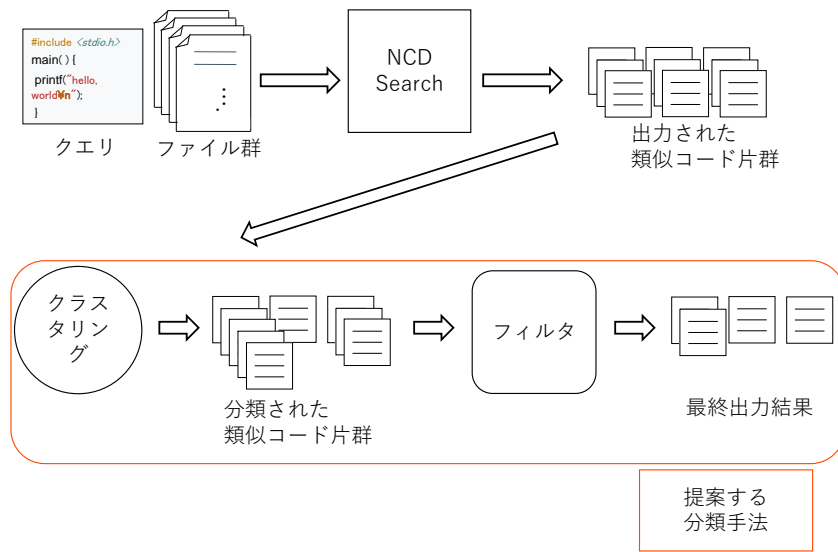 #include <stdio.h>
main( ) {
printf("hello,
world¥n");
}
クエリ
ファイル群
NCD
Search
出力された
類似コード片群
クラス
タリン
グ
分類された
類似コード片群
フィルタ
最終出力結果
提案する
分類手法